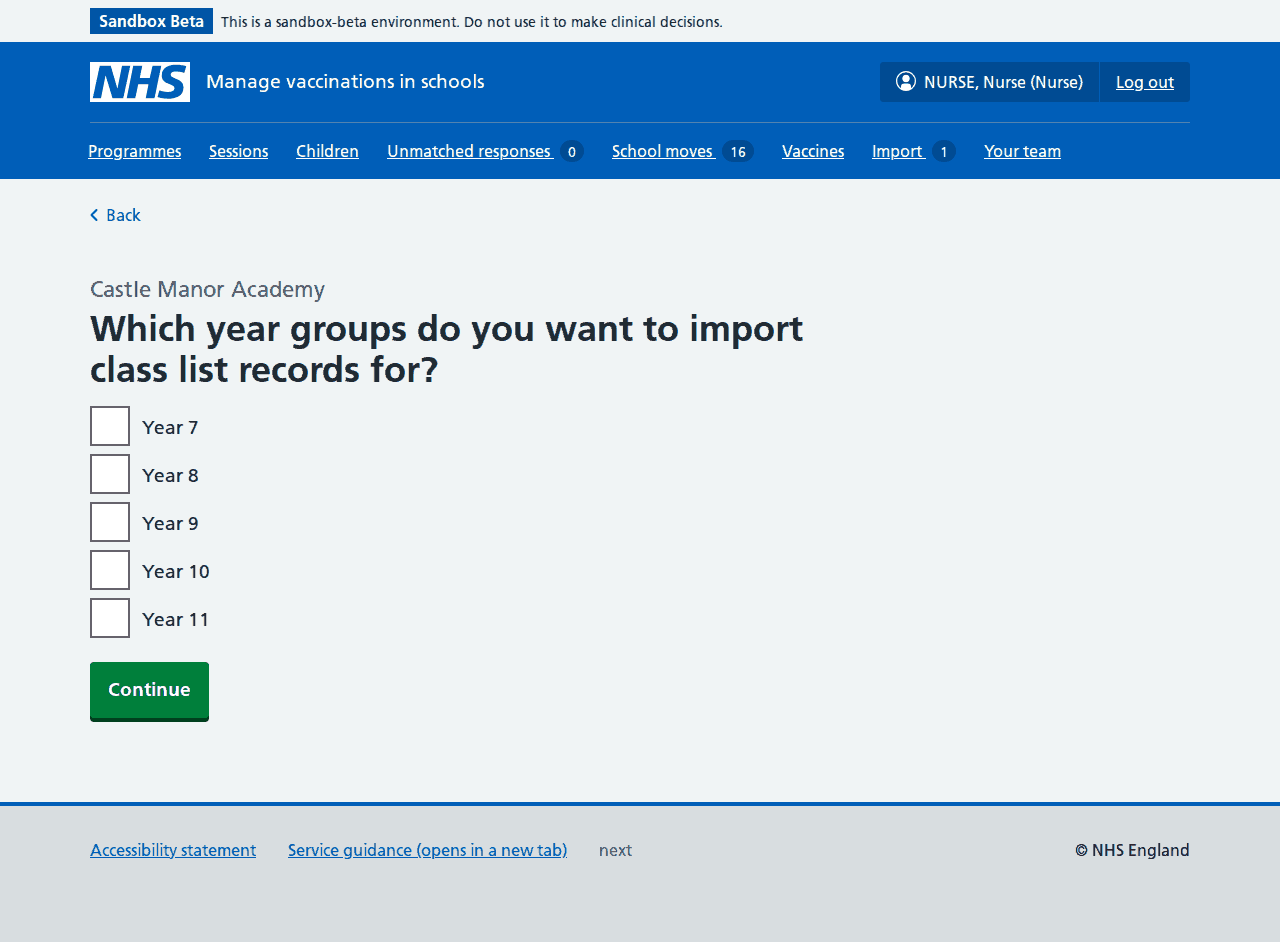 Sandbox Beta This is a sandbox-beta environment. Do not use it to make clinical decisions.
NHS Manage vaccinations in schools NURSE, Nurse (Nurse) Log out
Programmes Sessions Children Unmatched responses 0 School moves 16 Vaccines Import 1 Your team
Back
Castle Manor Academy
Which year groups do you want to import
class list records for?
Year 7
Year 8
Year 9
Year 10
Year 11
Continue
Accessibility statement Service guidance (opens in a new tab) next © NHS England